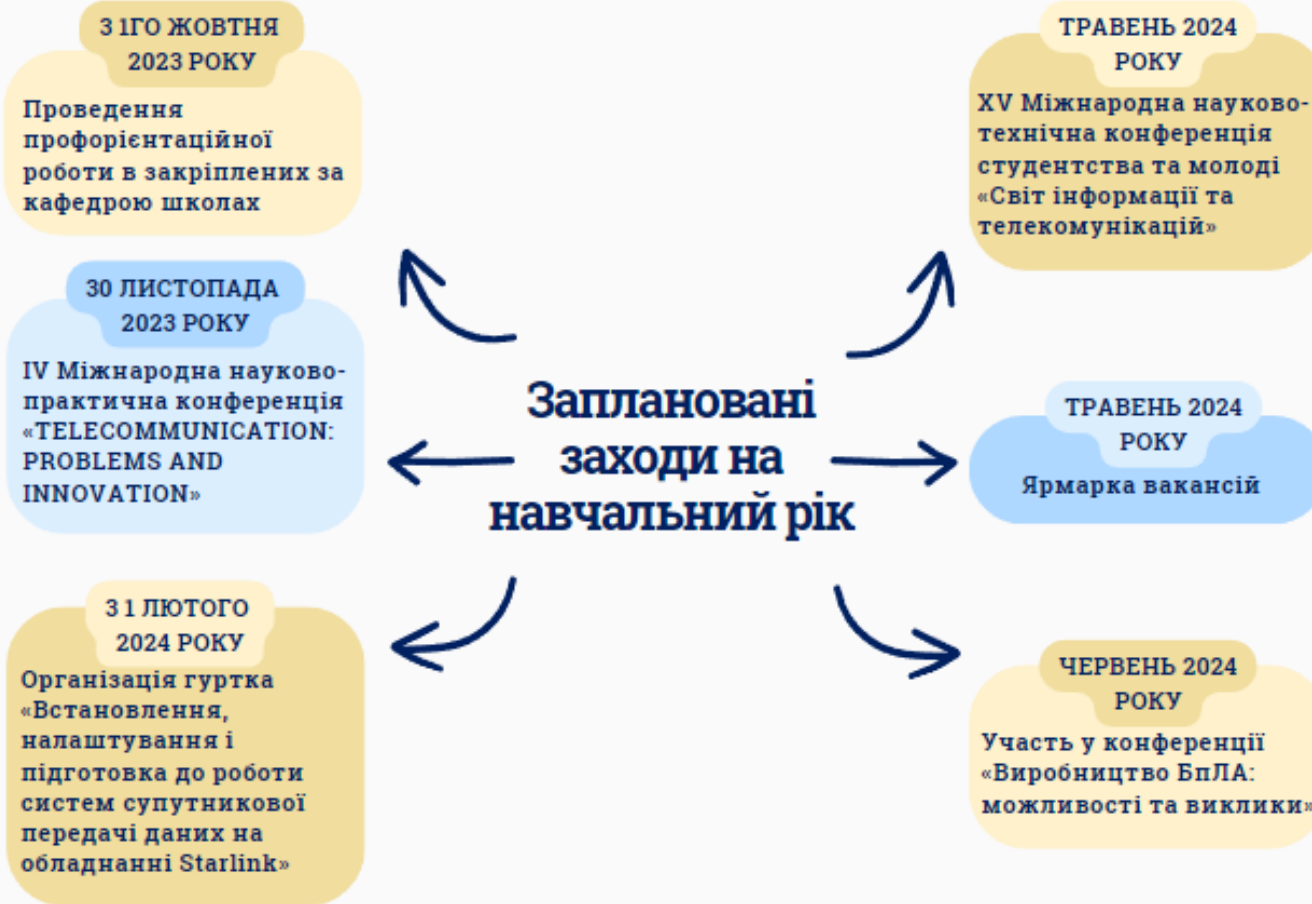 З 1ГО ЖОВТНЯ
2023 РОКУ
Проведення
профорієнтаційної
роботи в закріплених за
кафедрою школах
30 ЛИСТОПАДА
2023 РОКУ
IV Міжнародна науково-
практична конференція
«TELECOMMUNICATION:
PROBLEMS AND
INNOVATION»
З 1 ЛЮТОГО
2024 РОКУ
Організація гуртка
«Встановлення,
налаштування і
підготовка до роботи
систем супутникової
передачі даних на
обладнанні Starlink»
Заплановані
заходи на
навчальний рік
ТРАВЕНЬ 2024
РОКУ
XV Міжнародна науково-
технічна конференція
студентства та молоді
«Світ інформації та
телекомунікацій»
ТРАВЕНЬ 2024
РОКУ
Ярмарка вакансій
ЧЕРВЕНЬ 2024
РОКУ
Участь у конференції
«Виробництво БпЛА:
можливості та виклики»